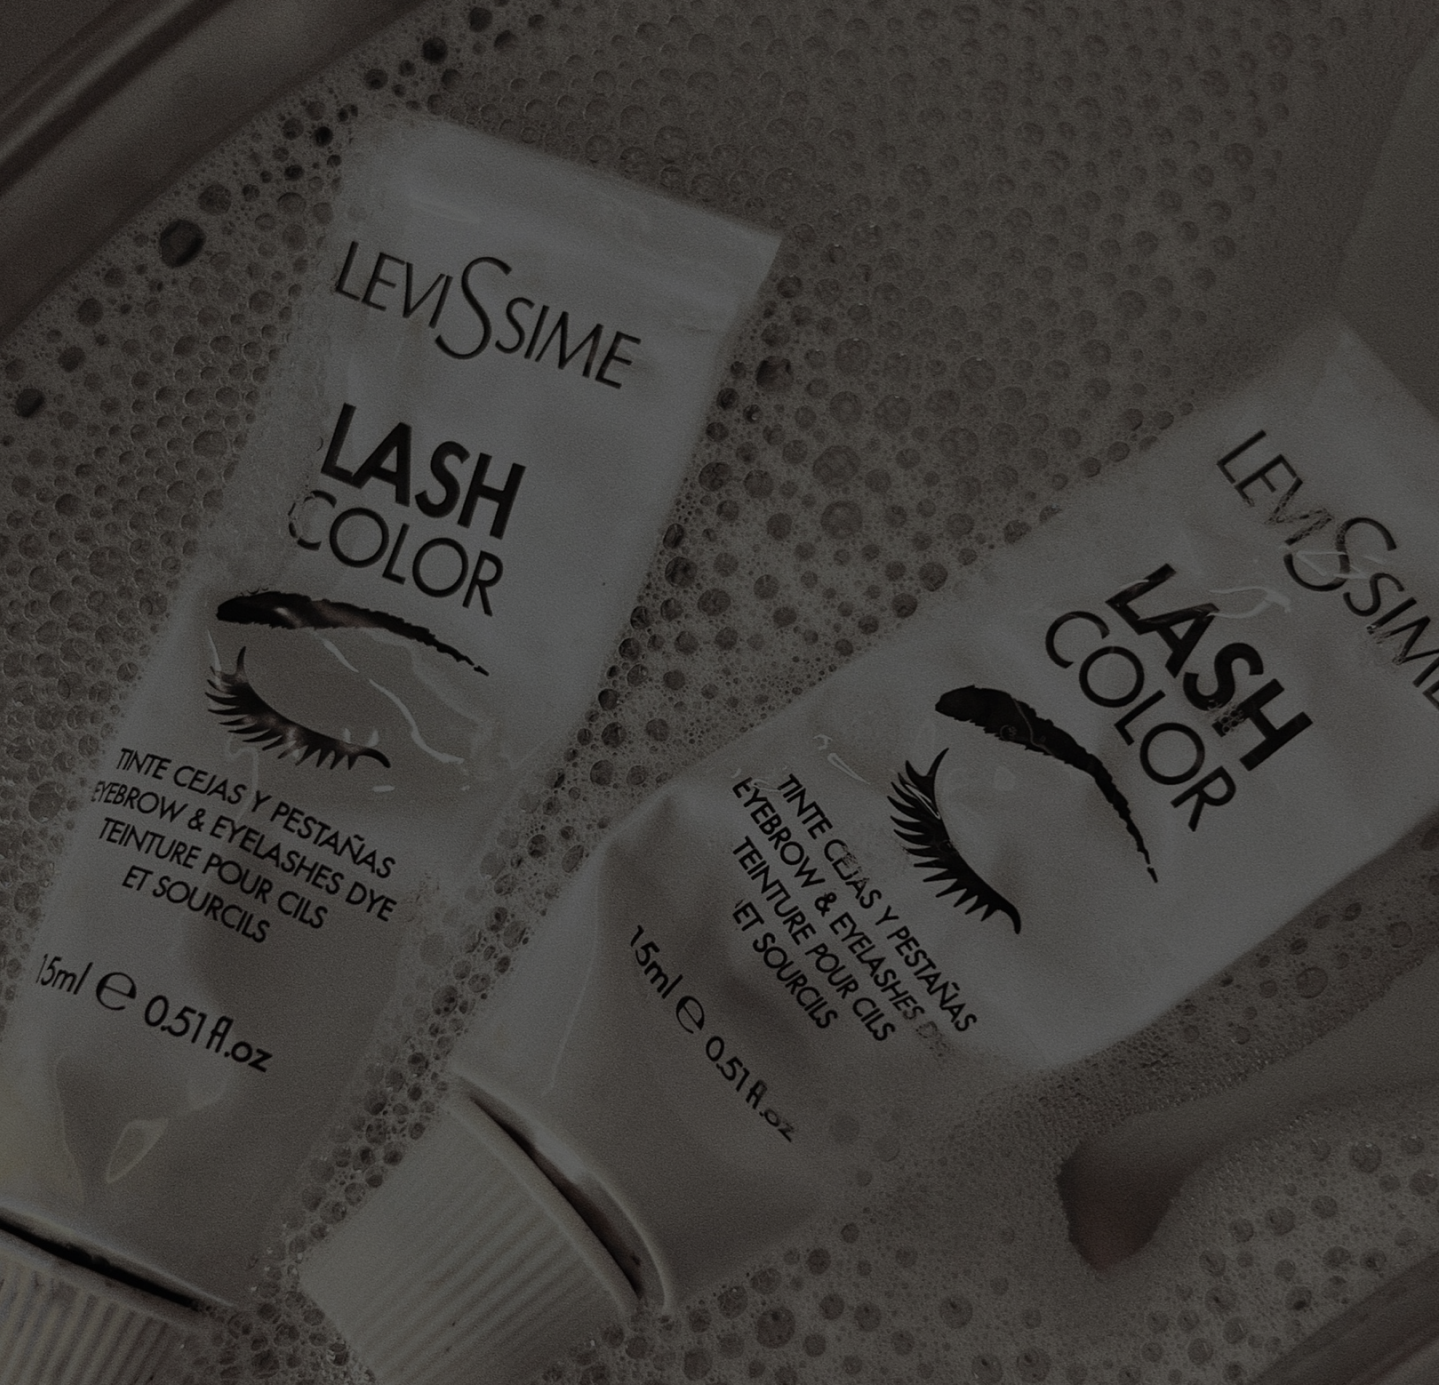 LEVISSIME
LASH
COLOR
TINTE CEJAS Y PESTAÑAS
EYEBROW & EYELASHES DYE
TEINTURE POUR CILS
ET SOURCILS
15ml e 0.51 fl.oz
LEVISSIME
LASH
COLOR
TINTE CEJAS Y PESTAÑAS
EYEBROW & EYELASHES DYE
TEINTURE POUR CILS
ET SOURCILS
15ml e 0.51 fl.oz